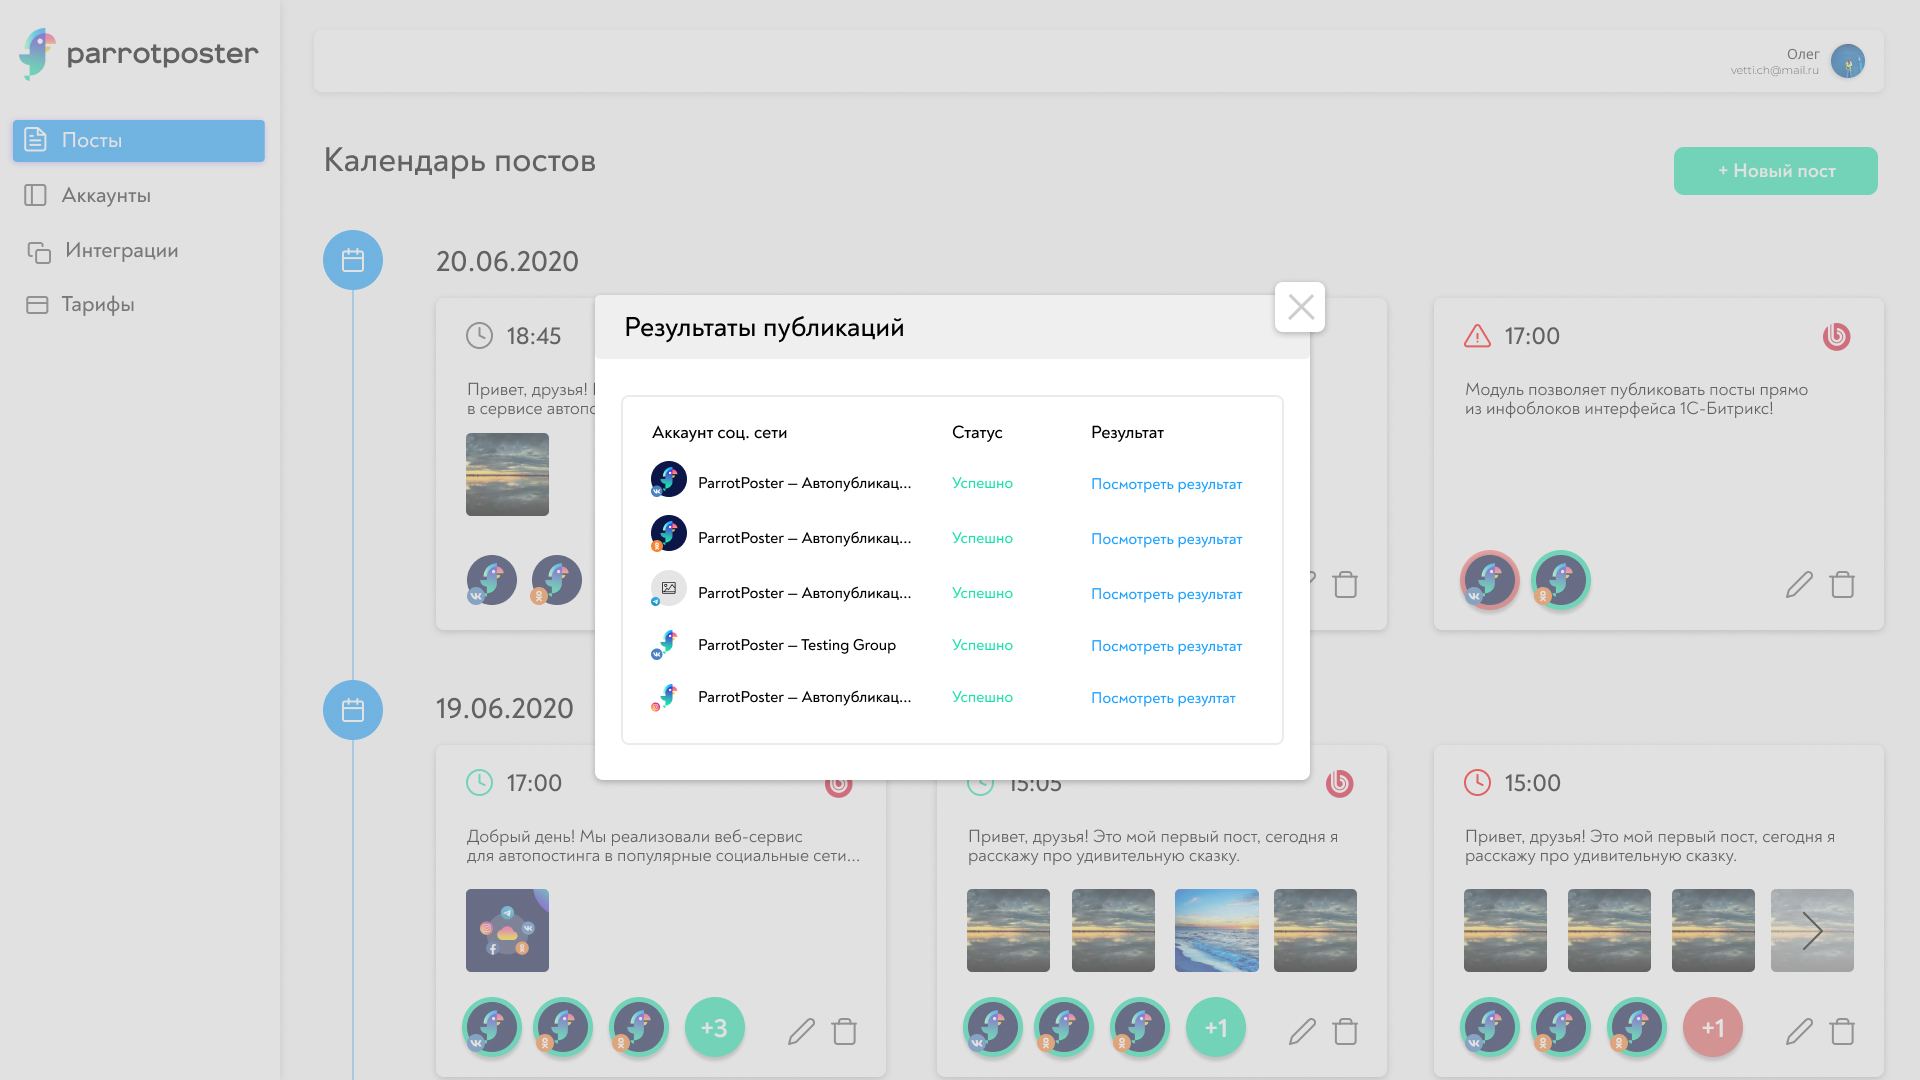 parrotposter
Олег
vetti.ch@mail.ru
Посты
Аккаунты
Интеграции
Тарифы
Календарь постов
+ Новый пост
20.06.2020
18:45
Привет, друзья!
в сервисе автопо
17:00
Модуль позволяет публиковать посты прямо
из инфоблоков интерфейса 1С-Битрикс!
Результаты публикаций
Аккаунт соц. сети Статус Результат
ParrotPoster — Автопубликац... Успешно Посмотреть результат
ParrotPoster — Автопубликац... Успешно Посмотреть результат
ParrotPoster — Автопубликац... Успешно Посмотреть результат
ParrotPoster — Testing Group Успешно Посмотреть результат
ParrotPoster — Автопубликац... Успешно Посмотреть резултат
19.06.2020
17:00
Добрый день! Мы реализовали веб-сервис
для автопостинга в популярные социальные сети...
+3
15:05
Привет, друзья! Это мой первый пост, сегодня я
расскажу про удивительную сказку.
+1
15:00
Привет, друзья! Это мой первый пост, сегодня я
расскажу про удивительную сказку.
+1